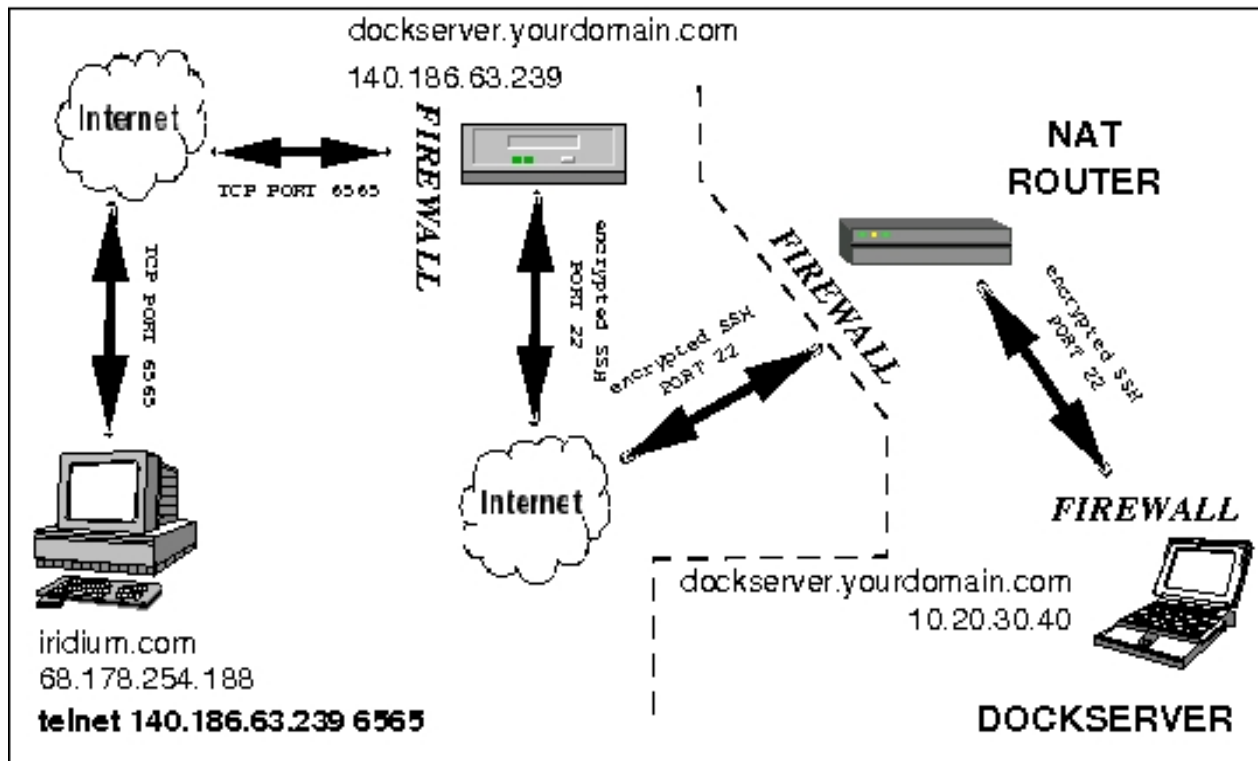 dockserver.yourdomain.com
140.186.63.239
Internet
FIREWALL
TCP PORT 6565
NAT
ROUTER
FIREWALL
TCP PORT 6565
encrypted SSH
PORT 22
encrypted SSH
PORT 22
encrypted SSH
PORT 22
Internet
FIREWALL
dockserver.yourdomain.com
10.20.30.40
iridium.com
68.178.254.188
telnet 140.186.63.239 6565
DOCKSERVER